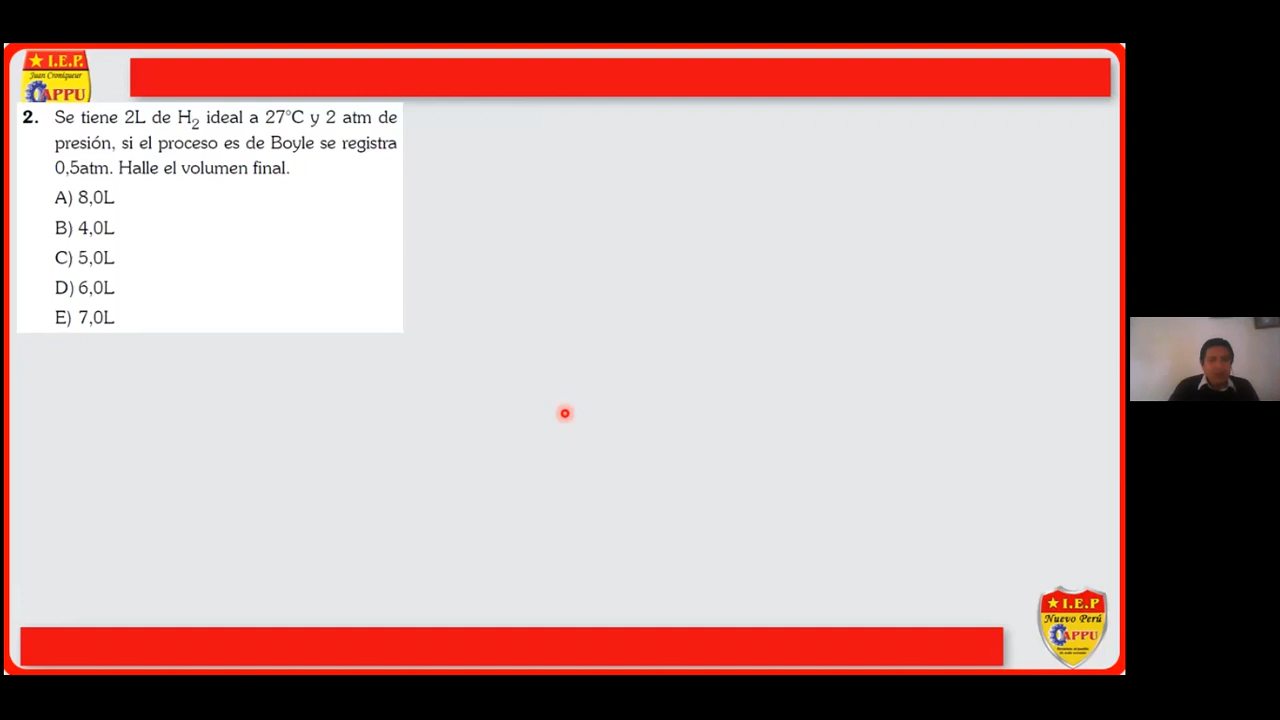 ★ I.E.P.
Juan Croniqueur
APPU
2. Se tiene 2L de H2 ideal a 27°C y 2 atm de
presión, si el proceso es de Boyle se registra
0,5atm. Halle el volumen final.
A) 8,0L
B) 4,0L
C) 5,0L
D) 6,0L
E) 7,0L
★ I.E.P
Nuevo Perú
APPU